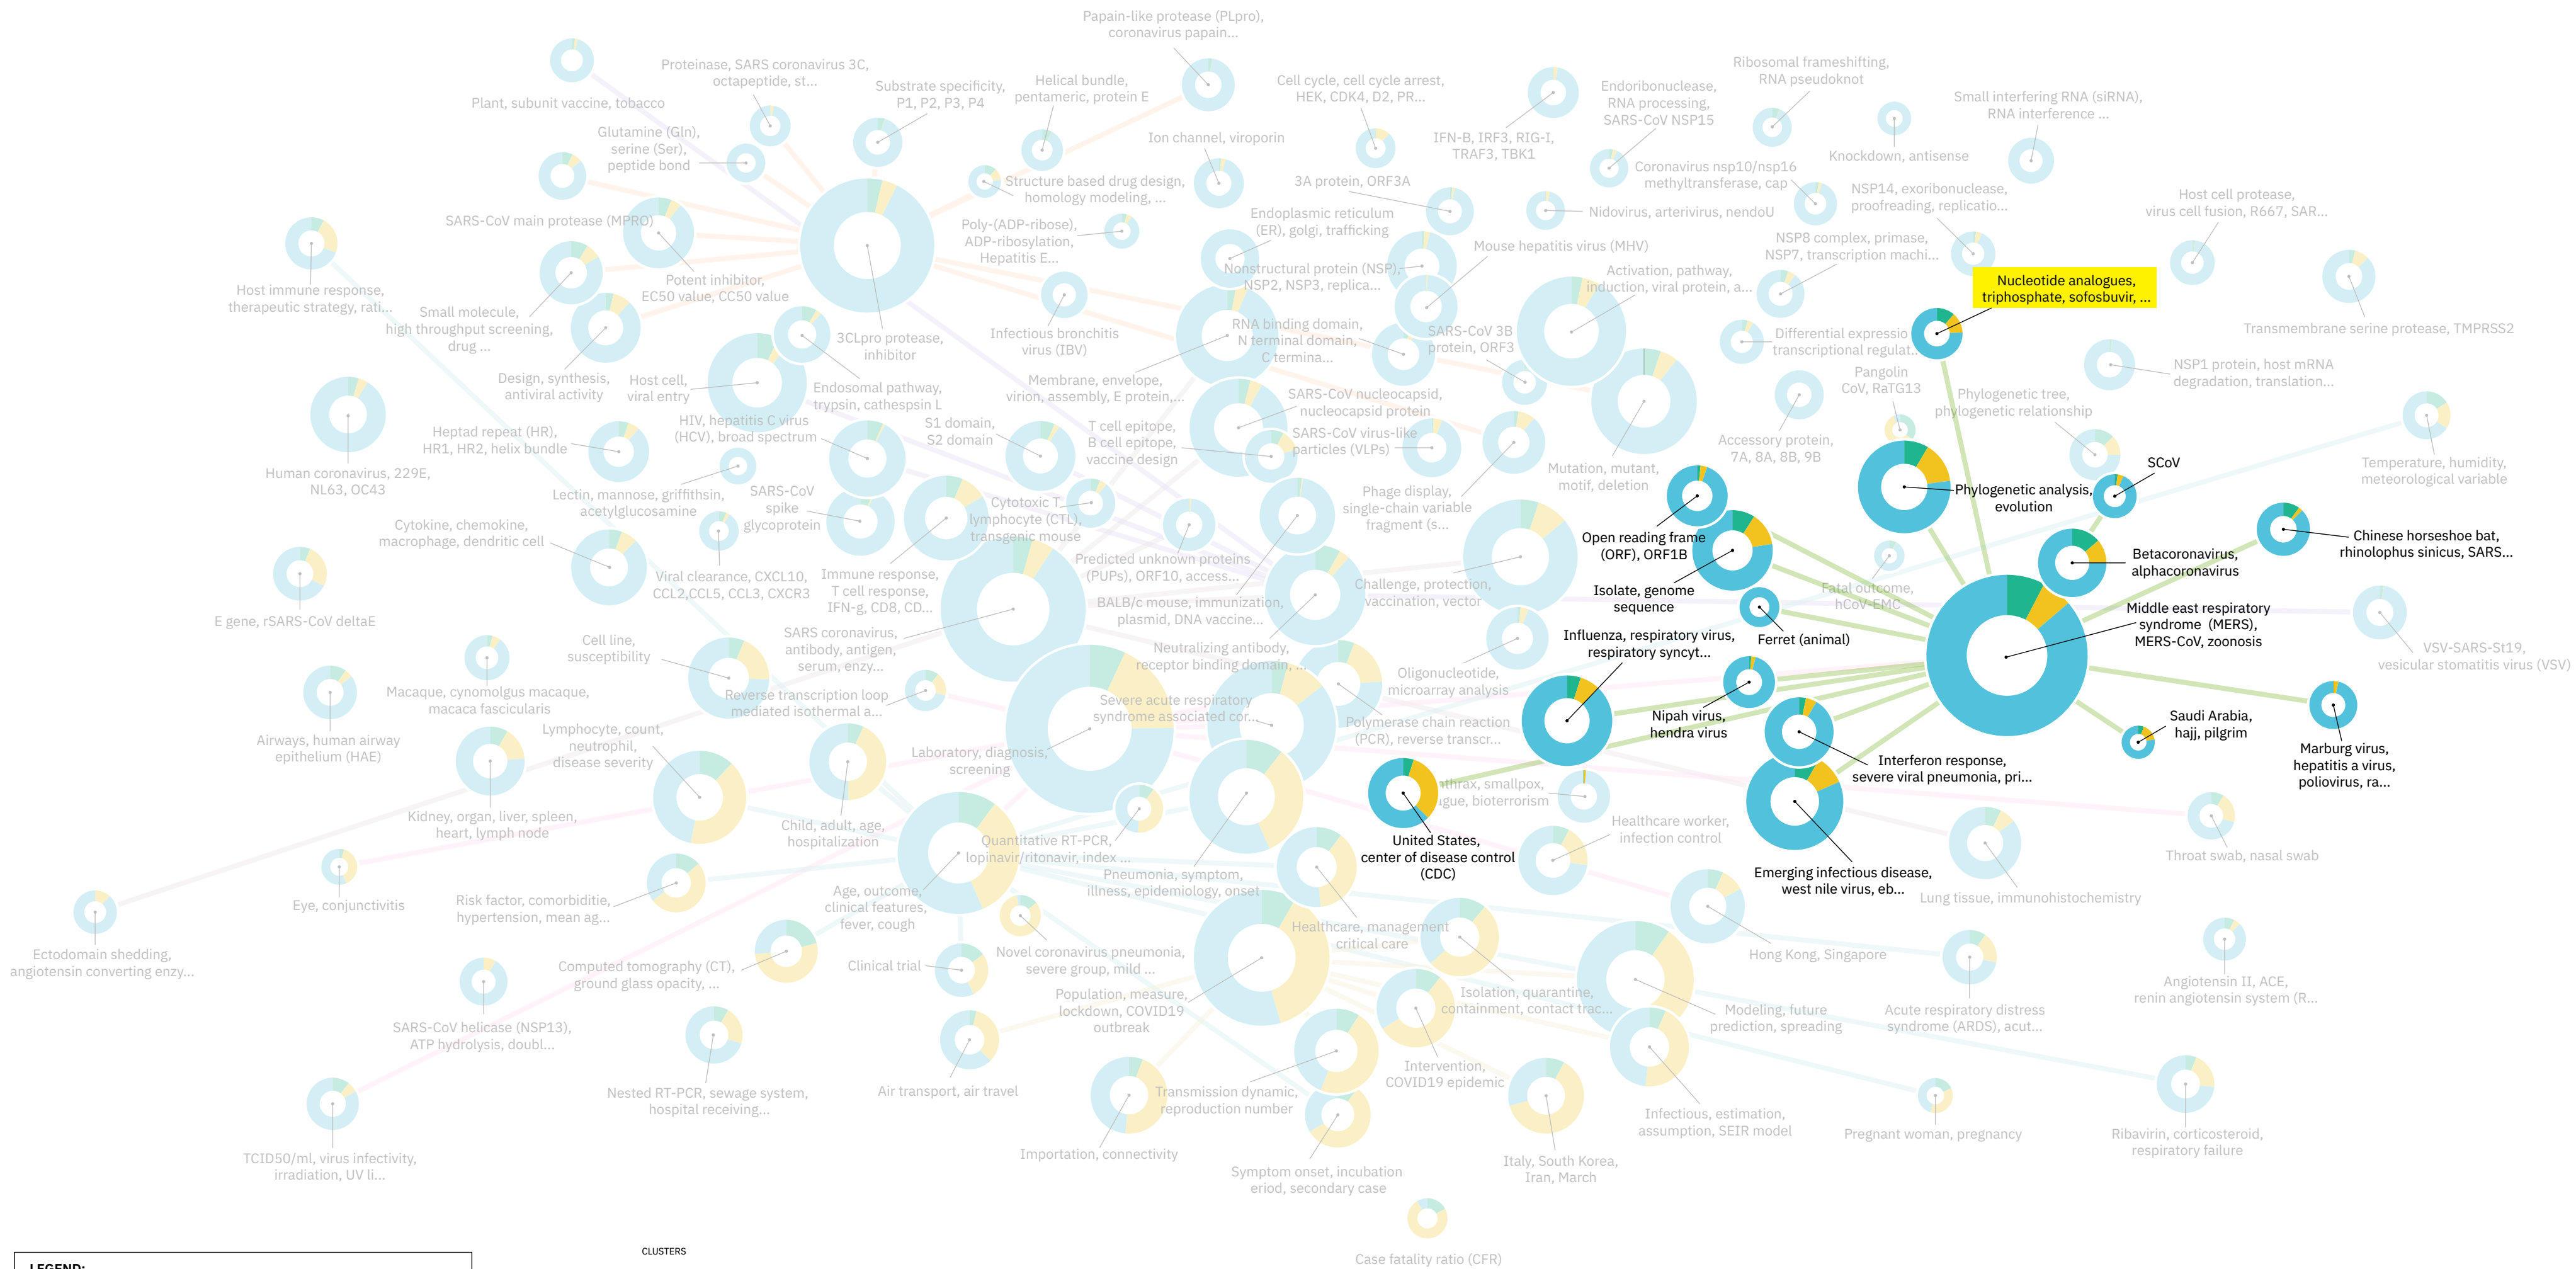 Papain-like protease (PLpro),
coronavirus papain...
Proteinase, SARS coronavirus 3C,
octapeptide, st...
Plant, subunit vaccine, tobacco
Substrate specificity,
P1, P2, P3, P4
Helical bundle,
pentameric, protein E
Cell cycle, cell cycle arrest,
HEK, CDK4, D2, PR...
Ribosomal frameshifting,
RNA pseudoknot
Endoribonuclease,
RNA processing,
SARS-CoV NSP15
Small interfering RNA (siRNA),
RNA interference ...
Glutamine (Gln),
serine (Ser),
peptide bond
Ion channel, viroporin
IFN-B, IRF3, RIG-I,
TRAF3, TBK1
Knockdown, antisense
Structure based drug design,
homology modeling, ...
3A protein, ORF3A
Coronavirus nsp10/nsp16
methyltransferase, cap
NSP14, exoribonuclease,
proofreading, replicatio...
Host cell protease,
virus cell fusion, R667, SAR...
SARS-CoV main protease (MPRO)
Poly-(ADP-ribose),
ADP-ribosylation,
Hepatitis E...
Endoplasmic reticulum
(ER), golgi, trafficking
Nidovirus, arterivirus, nendoU
Mouse hepatitis virus (MHV)
NSP8 complex, primase,
NSP7, transcription machi...
Nonstructural protein (NSP),
NSP2, NSP3, replica...
Activation, pathway,
induction, viral protein, a...
Nucleotide analogues,
triphosphate, sofosbuvir, ...
Host immune response,
therapeutic strategy, rati...
Potent inhibitor,
EC50 value, CC50 value
Small molecule,
high throughput screening,
drug ...
3CLpro protease,
inhibitor
Infectious bronchitis
virus (IBV)
RNA binding domain,
N terminal domain,
C termina...
SARS-CoV 3B
protein, ORF3
Differential expressio
transcriptional regulat...
Transmembrane serine protease, TMPRSS2
Design, synthesis,
antiviral activity
Host cell,
viral entry
Endosomal pathway,
trypsin, cathespsin L
Membrane, envelope,
virion, assembly, E protein,...
Pangolin
CoV, RaTG13
NSP1 protein, host mRNA
degradation, translation...
SARS-CoV nucleocapsid,
nucleocapsid protein
Phylogenetic tree,
phylogenetic relationship
HIV, hepatitis C virus
(HCV), broad spectrum
S1 domain,
S2 domain
T cell epitope,
B cell epitope,
vaccine design
SARS-CoV virus-like
particles (VLPs)
Accessory protein,
7A, 8A, 8B, 9B
Heptad repeat (HR),
HR1, HR2, helix bundle
Human coronavirus, 229E,
NL63, OC43
Mutation, mutant,
motif, deletion
SCoV
Temperature, humidity,
meteorological variable
Lectin, mannose, griffithsin,
acetylglucosamine
SARS-CoV
spike
glycoprotein
Cytotoxic T
lymphocyte (CTL),
transgenic mouse
Phage display,
single-chain variable
fragment (s...
Phylogenetic analysis,
evolution
Cytokine, chemokine,
macrophage, dendritic cell
Open reading frame
(ORF), ORF1B
Chinese horseshoe bat,
rhinolophus sinicus, SARS...
Viral clearance, CXCL10,
CCL2,CCL5, CCL3, CXCR3
Immune response,
T cell response,
IFN-g, CD8, CD...
Predicted unknown proteins
(PUPs), ORF10, access...
Challenge, protection,
vaccination, vector
Betacoronavirus,
alphacoronavirus
Isolate, genome
sequence
Fatal outcome,
hCoV-EMC
BALB/c mouse, immunization,
plasmid, DNA vaccine...
E gene, rSARS-CoV deltaE
Middle east respiratory
syndrome (MERS),
MERS-CoV, zoonosis
Cell line,
susceptibility
SARS coronavirus,
antibody, antigen,
serum, enzy...
Influenza, respiratory virus,
respiratory syncyt...
Ferret (animal)
Neutralizing antibody,
receptor binding domain, ...
VSV-SARS-St19,
vesicular stomatitis virus (VSV)
Oligonucleotide,
microarray analysis
Macaque, cynomolgus macaque,
macaca fascicularis
Reverse transcription loop
mediated isothermal a...
Severe acute respiratory
syndrome associated cor...
Nipah virus,
hendra virus
Saudi Arabia,
hajj, pilgrim
Polymerase chain reaction
(PCR), reverse transcr...
Airways, human airway
epithelium (HAE)
Lymphocyte, count,
neutrophil,
disease severity
Laboratory, diagnosis,
screening
Interferon response,
severe viral pneumonia, pri...
Marburg virus,
hepatitis a virus,
poliovirus, ra...
thrax, smallpox,
gue, bioterrorism
Kidney, organ, liver, spleen,
heart, lymph node
Child, adult, age,
hospitalization
Quantitative RT-PCR,
lopinavir/ritonavir, index ...
United States,
center of disease control
(CDC)
Healthcare worker,
infection control
Throat swab, nasal swab
Pneumonia, symptom,
illness, epidemiology, onset
Emerging infectious disease,
west nile virus, eb...
Eye, conjunctivitis
Risk factor, comorbiditie,
hypertension, mean ag...
Age, outcome,
clinical features,
fever, cough
Lung tissue, immunohistochemistry
Healthcare, management
critical care
Ectodomain shedding,
angiotensin converting enzy...
Computed tomography (CT),
ground glass opacity, ...
Clinical trial
Novel coronavirus pneumonia,
severe group, mild ...
Hong Kong, Singapore
Angiotensin II, ACE,
renin angiotensin system (R...
Population, measure,
lockdown, COVID19
outbreak
Isolation, quarantine,
containment, contact trac...
Modeling, future
prediction, spreading
Acute respiratory distress
syndrome (ARDS), acut...
SARS-CoV helicase (NSP13),
ATP hydrolysis, doubl...
Intervention,
COVID19 epidemic
Nested RT-PCR, sewage system,
hospital receiving...
Air transport, air travel
Transmission dynamic,
reproduction number
Infectious, estimation,
assumption, SEIR model
Pregnant woman, pregnancy
Ribavirin, corticosteroid,
respiratory failure
Importation, connectivity
TCID50/ml, virus infectivity,
irradiation, UV li...
Symptom onset, incubation
eriod, secondary case
Italy, South Korea,
Iran, March
Case fatality ratio (CFR)
CLUSTERS
LEGEND: